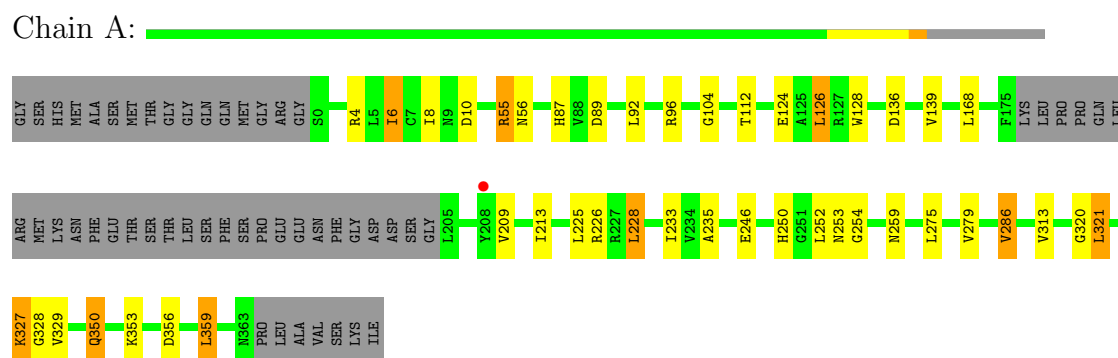 Chain A:
GLY SER HIS MET ALA SER MET THR GLY GLY GLN GLN MET GLY ARG GLY S0 R4 L5 I6 C7 I8 N9 D10 R55 N56 H87 V88 D89 L92 R96 G104 T112 E124 A125 L126 R127 W128 D136 V139 L168 F175 LYS LEU PRO PRO GLN LEU
ARG MET LYS ASN PHE GLU THR SER THR LEU SER PHE SER PRO GLU GLU ASN PHE GLY ASP ASP SER GLY L205 Y208 V209 I213 L225 R226 R227 L228 I233 V234 A235 E246 H250 G251 L252 N253 G254 N259 L275 V279 V286 V313 G320 L321
K327 G328 V329 Q350 K353 D356 L359 N363 PRO LEU ALA VAL SER LYS ILE